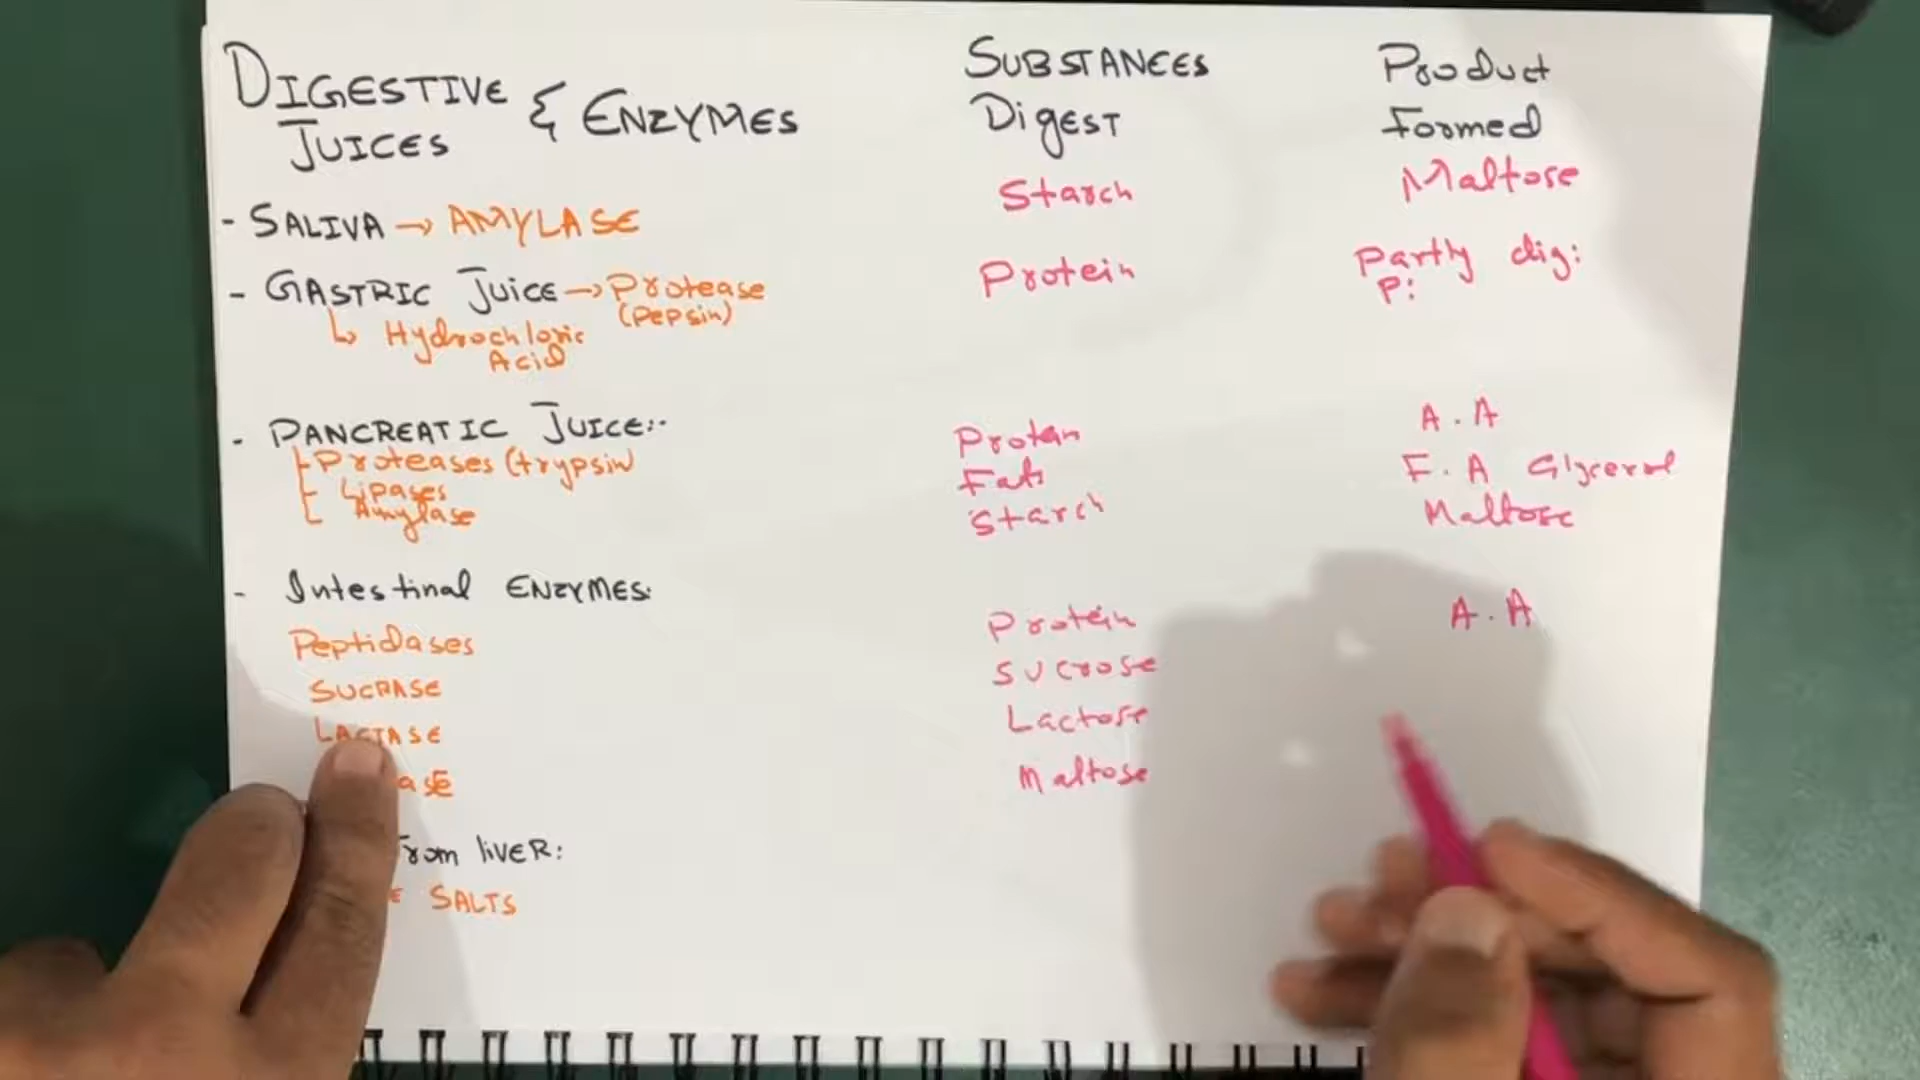 DIGESTIVE JUICES & ENZYMES
SUBSTANCES DIGEST
Product Formed
- SALIVA → AMYLASE
Starch
Maltose
- GASTRIC JUICE → Protease (Pepsin)
Protein
Partly dig: P:
↳ Hydrochloric Acid
- PANCREATIC JUICE:-
Proteases (trypsin
Protein
A.A
Lipases
Fats
F.A Glycerol
Amylase
Starch
Maltose
- Intestinal ENZYMES:
Peptidases
Protein
A.A
SUCRASE
Sucrose
LACTASE
Lactose
ASE
Maltose
from liver:
SALTS